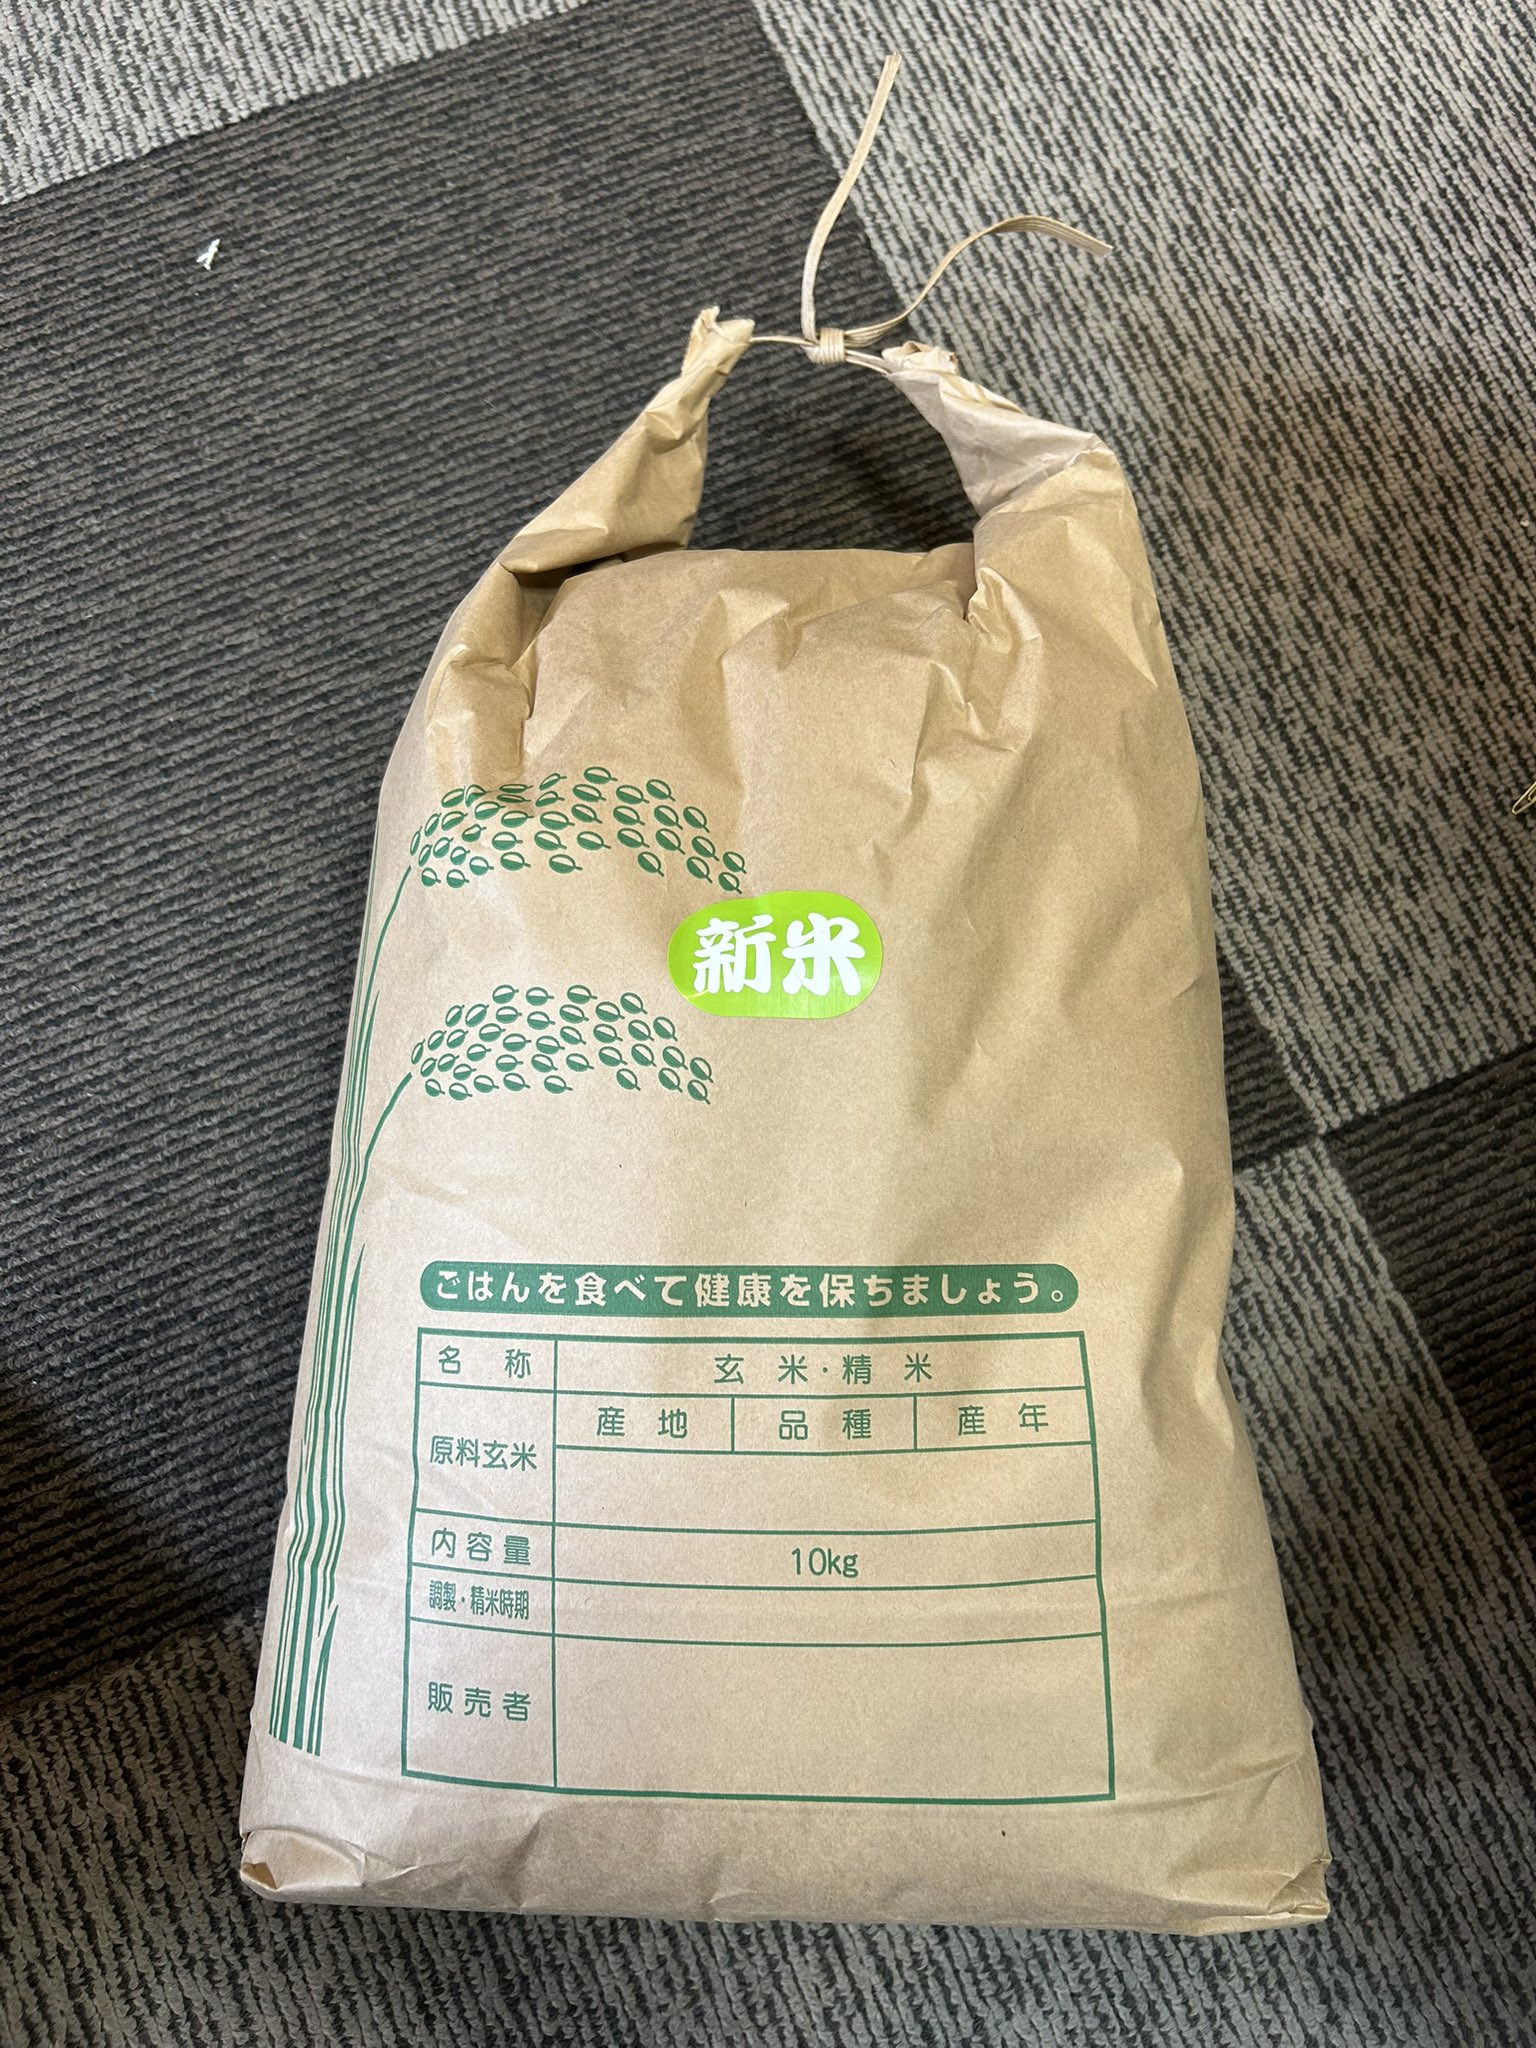 新米
ごはんを食べて健康を保ちましょう。
名称 玄米・精米
原料玄米 産地 品種 産年
内容量 10kg
調製・精米時期
販売者